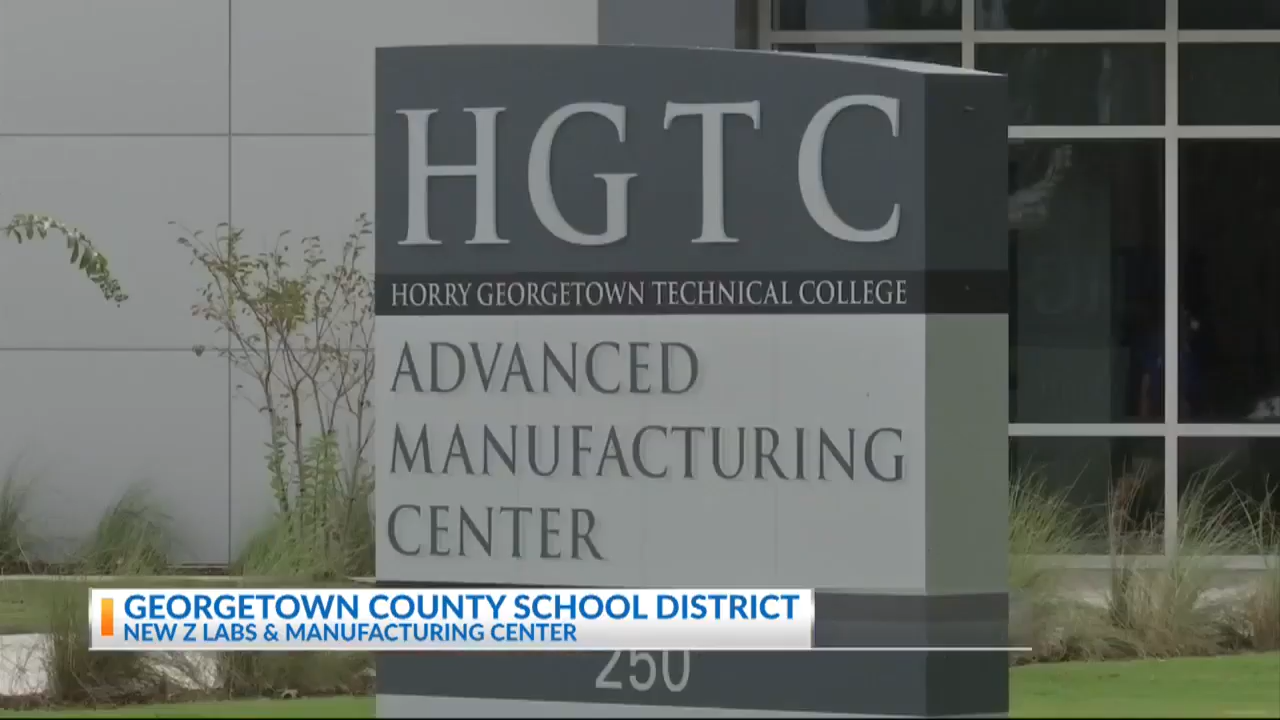 HGTC
HORRY GEORGETOWN TECHNICAL COLLEGE
ADVANCED
MANUFACTURING
CENTER
GEORGETOWN COUNTY SCHOOL DISTRICT
NEW Z LABS & MANUFACTURING CENTER
250